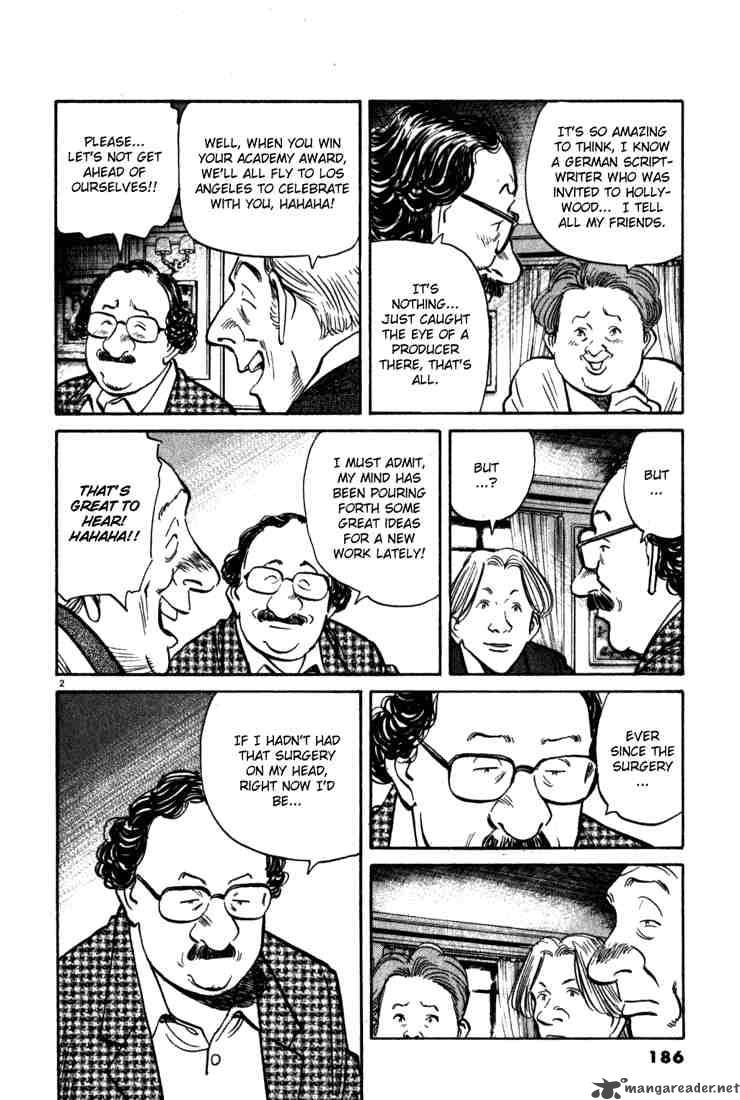 IT'S SO AMAZING
TO THINK, I KNOW
A GERMAN SCRIPT-
WRITER WHO WAS
INVITED TO HOLLY-
WOOD... I TELL
ALL MY FRIENDS.
IT'S
NOTHING...
JUST CAUGHT
THE EYE OF A
PRODUCER
THERE, THAT'S
ALL.
WELL, WHEN YOU WIN
YOUR ACADEMY AWARD,
WE'LL ALL FLY TO LOS
ANGELES TO CELEBRATE
WITH YOU, HAHAHA!
PLEASE...
LET'S NOT GET
AHEAD OF
OURSELVES!!
BUT
...
BUT
...?
I MUST ADMIT,
MY MIND HAS
BEEN POURING
FORTH SOME
GREAT IDEAS
FOR A NEW
WORK LATELY!
THAT'S
GREAT TO
HEAR!
HAHAHA!!
2
EVER
SINCE THE
SURGERY
...
IF I HADN'T HAD
THAT SURGERY
ON MY HEAD,
RIGHT NOW I'D
BE...
186
mangareader.net